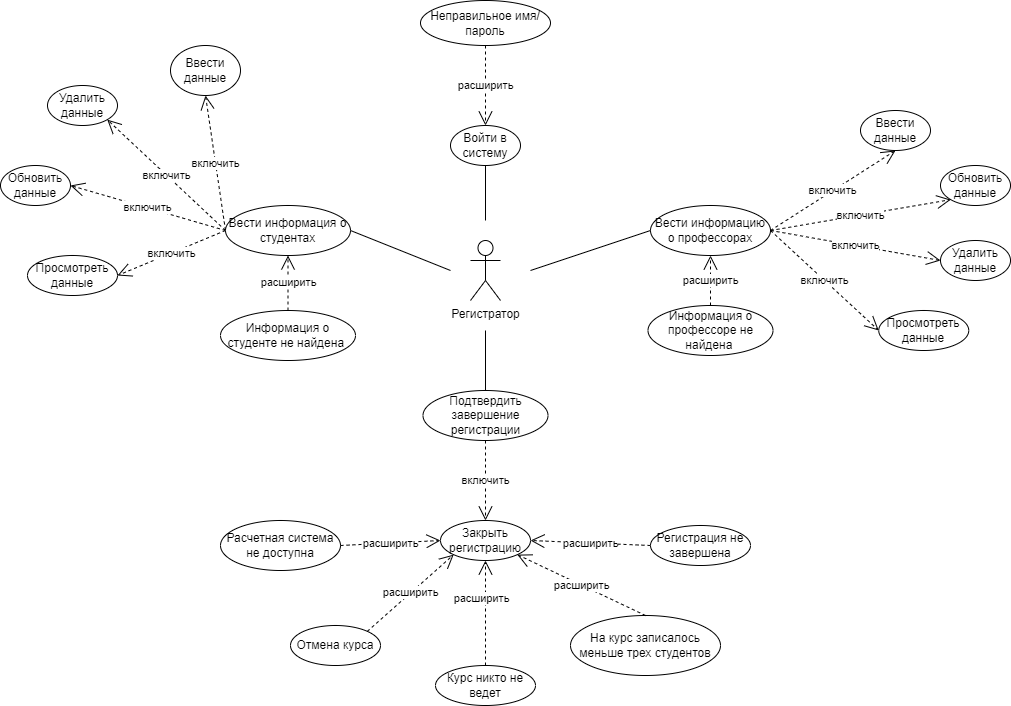 Неправильное имя/
пароль
расширить
Войти в
систему
Ввести
данные
Удалить
данные
включить
включить
Обновить
данные
включить
Вести информация о
студентах
включить
Просмотреть
данные
расширить
Информация о
студенте не найдена
Регистратор
Ввести
данные
включить
Обновить
данные
включить
Вести информацию
о профессорах
включить
Удалить
данные
расширить
включить
Информация о
профессоре не
найдена
Просмотреть
данные
Подтвердить
завершение
регистрации
включить
Расчетная система
не доступна
расширить
Закрыть
регистрацию
расширить
Регистрация не
завершена
расширить
расширить
расширить
Отмена курса
Курс никто не
ведет
На курс записалось
меньше трех студентов